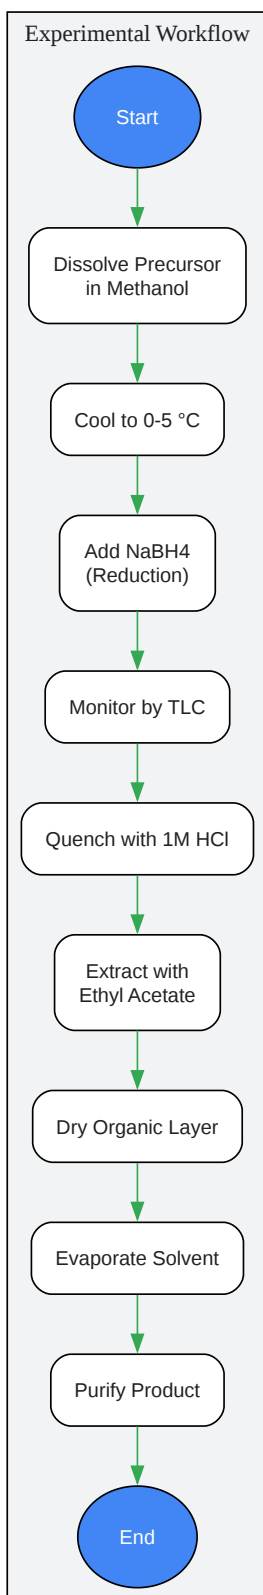 Experimental Workflow
Start
Dissolve Precursor
in Methanol
Cool to 0-5 °C
Add NaBH4
(Reduction)
Monitor by TLC
Quench with 1M HCl
Extract with
Ethyl Acetate
Dry Organic Layer
Evaporate Solvent
Purify Product
End